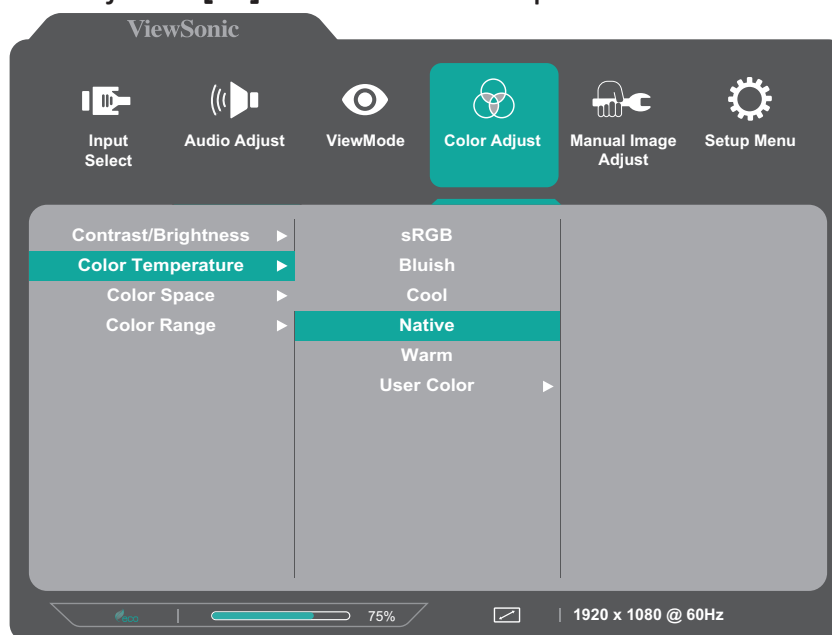 ViewSonic
Input
Select
Audio Adjust
ViewMode
Color Adjust
Manual Image
Adjust
Setup Menu
Contrast/Brightness
Color Temperature
Color Space
Color Range
sRGB
Bluish
Cool
Native
Warm
User Color
eco
75%
1920 x 1080 @ 60Hz